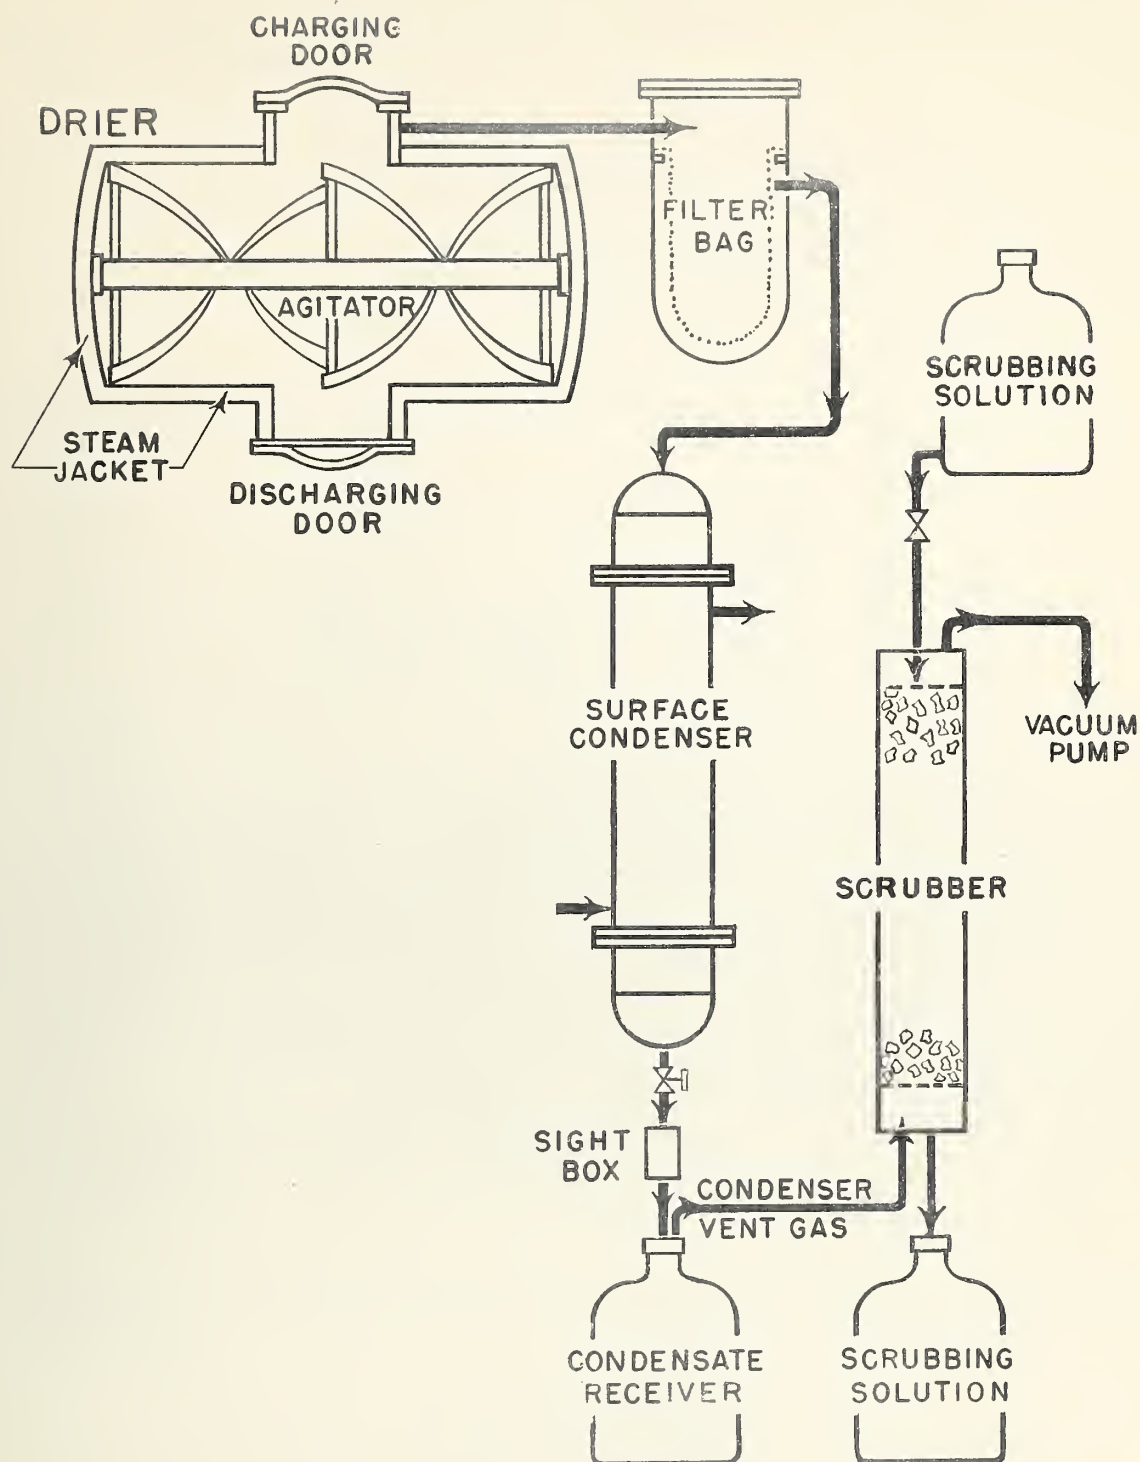 CHARGING
DOOR
DRIER
FILTER
BAG
AGITATOR
SCRUBBING
SOLUTION
STEAM
JACKET
DISCHARGING
DOOR
SURFACE
CONDENSER
VACUUM
PUMP
SCRUBBER
SIGHT
BOX
CONDENSER
VENT GAS
CONDENSATE
RECEIVER
SCRUBBING
SOLUTION